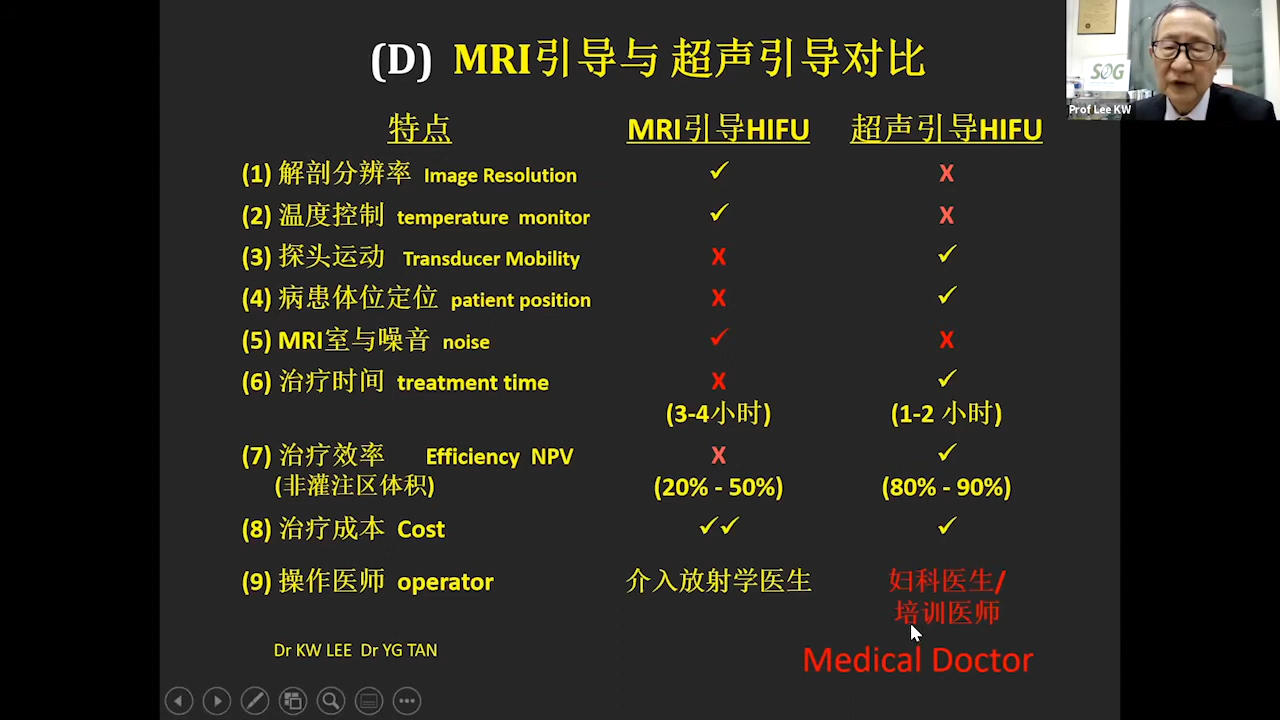 (D) MRI引导与 超声引导对比
特点 MRI引导HIFU 超声引导HIFU
(1) 解剖分辨率 Image Resolution ✓ X
(2) 温度控制 temperature monitor ✓ X
(3) 探头运动 Transducer Mobility X ✓
(4) 病患体位定位 patient position X ✓
(5) MRI室与噪音 noise ✓ X
(6) 治疗时间 treatment time X ✓
(3-4小时) (1-2 小时)
(7) 治疗效率 Efficiency NPV X ✓
(非灌注区体积) (20% - 50%) (80% - 90%)
(8) 治疗成本 Cost ✓✓ ✓
(9) 操作医师 operator 介入放射学医生 妇科医生/
培训医师
Dr KW LEE Dr YG TAN
Medical Doctor
SOG
Prof Lee KW